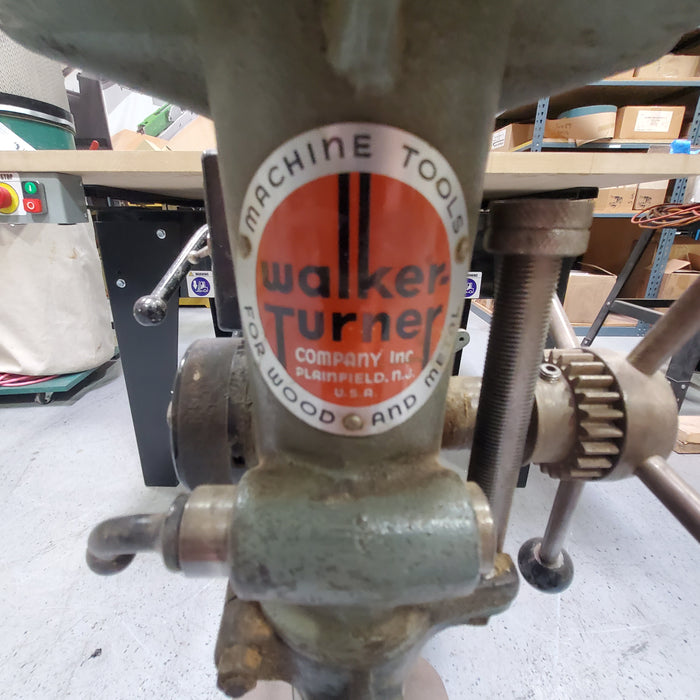 MACHINE TOOLS
walker-
Turner
COMPANY Inc
PLAINFIELD. N.J.
U.S.A.
FOR WOOD AND METAL
STOP